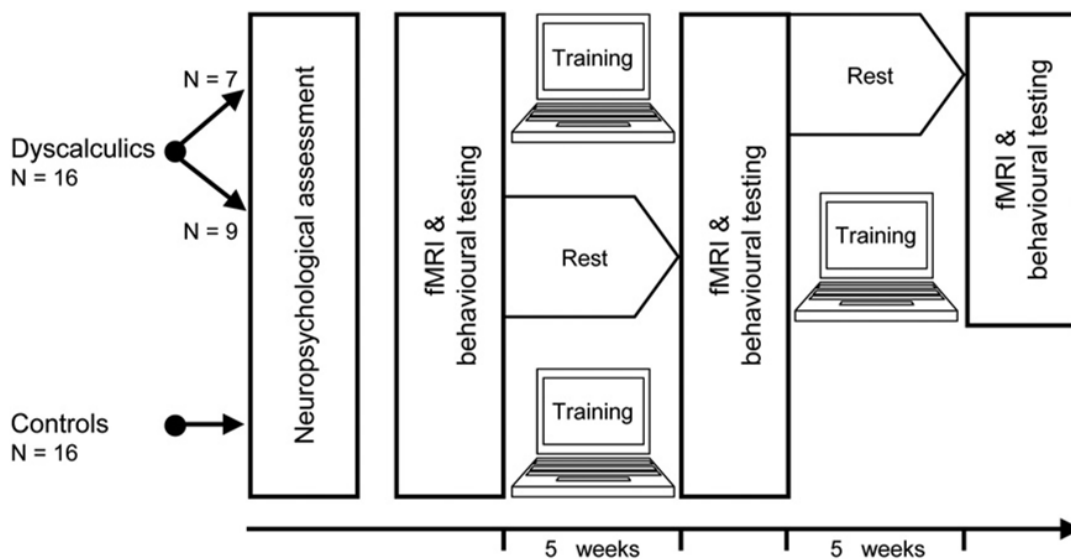 Dyscalculics
N = 16
N = 7
N = 9
Controls
N = 16
Neuropsychological assessment
fMRI &
behavioural testing
Training
Rest
Training
fMRI &
behavioural testing
Rest
Training
fMRI &
behavioural testing
5 weeks
5 weeks